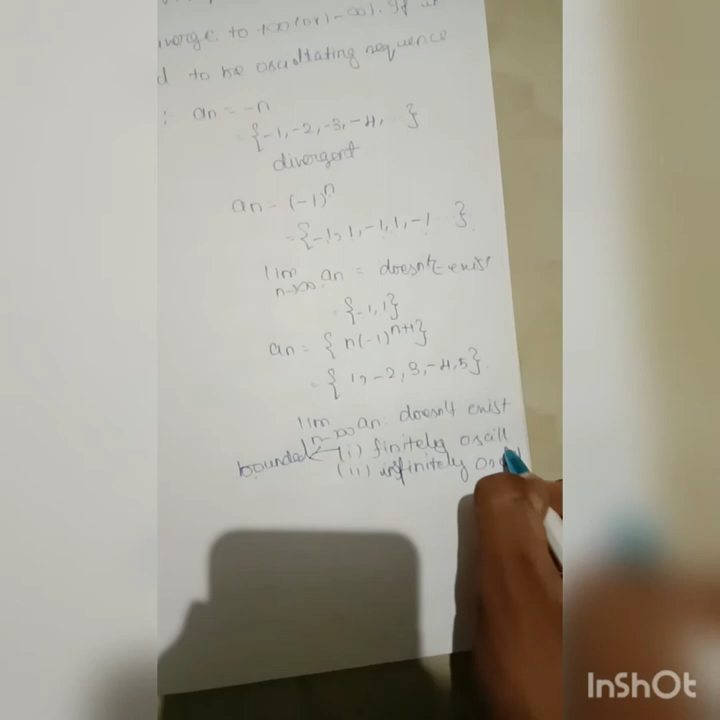 verge to +∞(or)-∞). If it
d to be oscillating sequence
: an = -n
= {-1, -2, -3, -4, }
divergent
an = (-1)^n
= {-1, 1, -1, 1, -1 }
lim n→∞ an = doesn't exist
= {-1, 1}
an = { n(-1)^n+1}
= { 1, -2, 3, -4, 5}
lim n→∞ an doesn't exist
bounded (i) finitely oscill
(ii) infinitely
InShOt